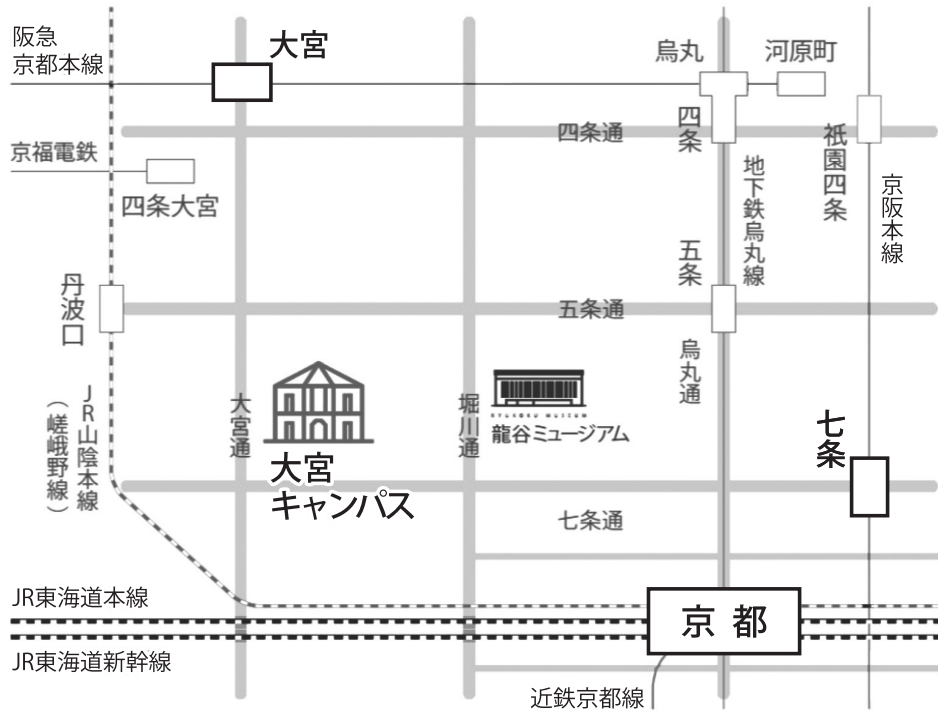 阪急
京都本線
大宮
烏丸
河原町
四条通
四条
祇園四条
京福電鉄
四条大宮
地下鉄烏丸線
京阪本線
丹波口
五条
五条通
烏丸通
大宮通
堀川通
RYUKOKU MUSEUM
龍谷ミュージアム
JR山陰本線
（嵯峨野線）
大宮
キャンパス
七条
七条通
JR東海道本線
京都
JR東海道新幹線
近鉄京都線